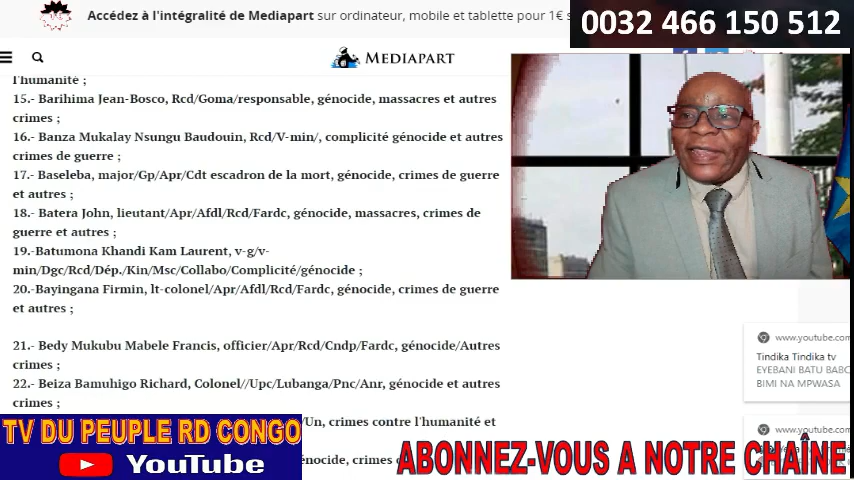 Accédez à l'intégralité de Mediapart sur ordinateur, mobile et tablette pour 1€
0032 466 150 512
MEDIAPART
l'humanité ;
15.- Barihima Jean-Bosco, Rcd/Goma/responsable, génocide, massacres et autres
crimes ;
16.- Banza Mukalay Nsungu Baudouin, Rcd/V-min/, complicité génocide et autres
crimes de guerre ;
17.- Baseleba, major/Gp/Apr/Cdt escadron de la mort, génocide, crimes de guerre
et autres ;
18.- Batera John, lieutant/Apr/Afdl/Rcd/Fardc, génocide, massacres, crimes de
guerre et autres ;
19.-Batumona Khandi Kam Laurent, v-g/v-
min/Dgc/Rcd/Dép./Kin/Msc/Collabo/Complicité/génocide ;
20.-Bayingana Firmin, lt-colonel/Apr/Afdl/Rcd/Fardc, génocide, crimes de guerre
et autres ;
21.- Bedy Mukubu Mabele Francis, officier/Apr/Rcd/Cndp/Fardc, génocide/Autres
crimes ;
22.- Beiza Bamuhigo Richard, Colonel//Upc/Lubanga/Pnc/Anr, génocide et autres
crimes ;
/Un, crimes contre l'humanité et
génocide, crimes
www.youtube.com
Tindika Tindika tv
EYEBANI BATU BABO
BIMI NA MPWASA
www.youtube.com
TV DU PEUPLE RD CONGO
YouTube
ABONNEZ-VOUS A NOTRE CHAÎNE